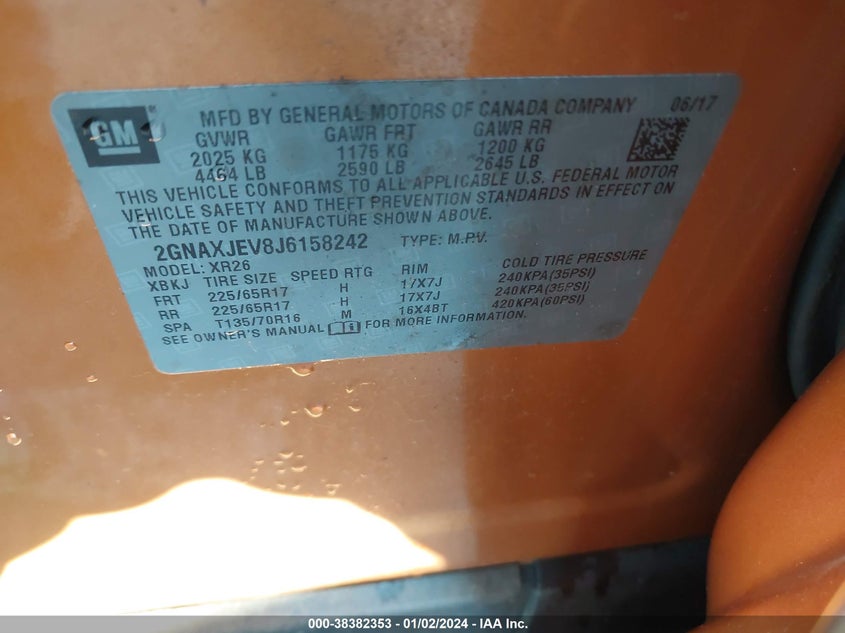 GM ®
MFD BY GENERAL MOTORS OF CANADA COMPANY 06/17
GVWR GAWR FRT GAWR RR
2025 KG 1175 KG 1200 KG
4464 LB 2590 LB 2645 LB
THIS VEHICLE CONFORMS TO ALL APPLICABLE U.S. FEDERAL MOTOR
VEHICLE SAFETY AND THEFT PREVENTION STANDARDS IN EFFECT ON
THE DATE OF MANUFACTURE SHOWN ABOVE.
2GNAXJEV8J6158242 TYPE: M.P.V.
MODEL: XR26
XBKJ TIRE SIZE SPEED RTG RIM COLD TIRE PRESSURE
FRT 225/65R17 H 17X7J 240KPA(35PSI)
RR 225/65R17 H 17X7J 240KPA(35PSI)
SPA T135/70R16 M 16X4BT 420KPA(60PSI)
SEE OWNER'S MANUAL FOR MORE INFORMATION.
000-38382353 - 01/02/2024 - IAA Inc.